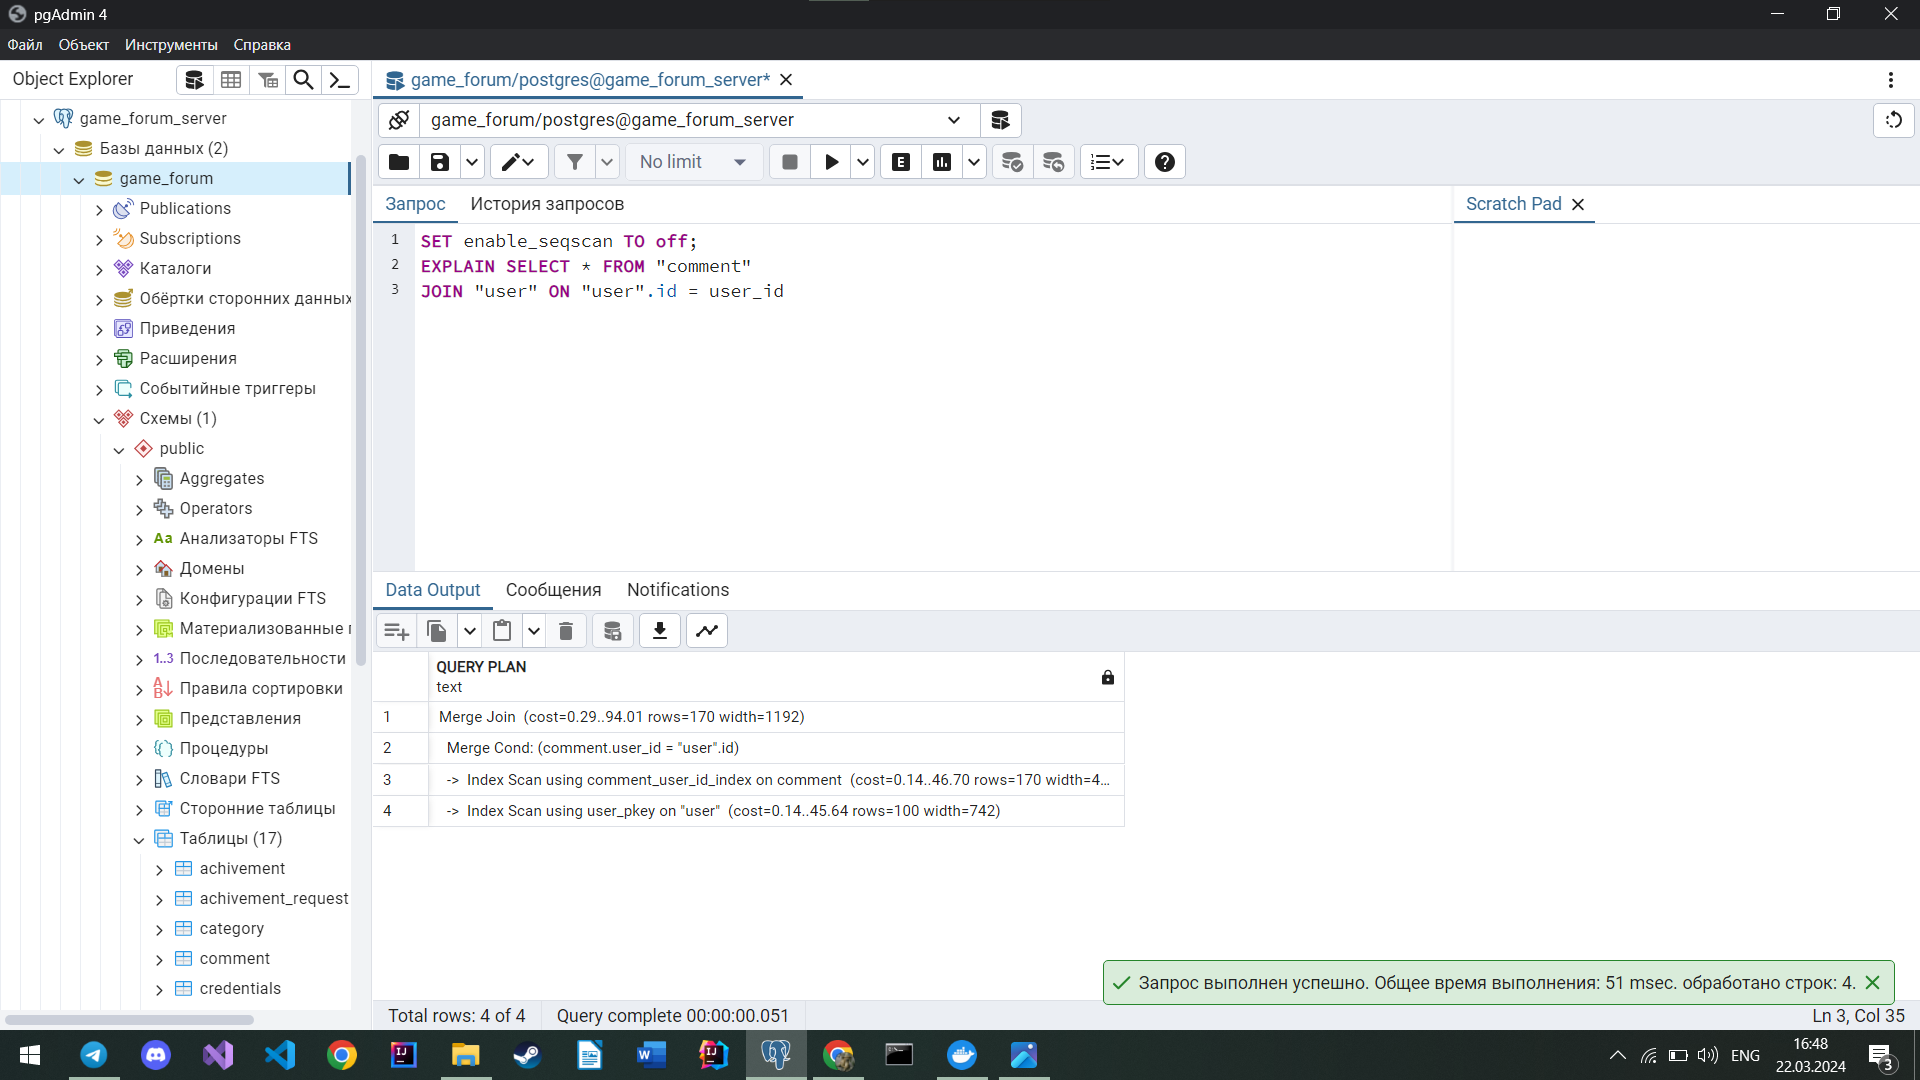 pgAdmin 4
Файл Объект Инструменты Справка
Object Explorer
game_forum_server
Базы данных (2)
game_forum
Publications
Subscriptions
Каталоги
Обёртки сторонних данных
Приведения
Расширения
Событийные триггеры
Схемы (1)
public
Aggregates
Operators
Aa Анализаторы FTS
Домены
Конфигурации FTS
Материализованные
1..3 Последовательности
Правила сортировки
Представления
Процедуры
Словари FTS
Сторонние таблицы
Таблицы (17)
achivement
achivement_request
category
comment
credentials
game_forum/postgres@game_forum_server*
game_forum/postgres@game_forum_server
No limit
E
Запрос История запросов
Scratch Pad
1 SET enable_seqscan TO off;
2 EXPLAIN SELECT * FROM "comment"
3 JOIN "user" ON "user".id = user_id
Data Output Сообщения Notifications
QUERY PLAN
text
1 Merge Join (cost=0.29..94.01 rows=170 width=1192)
2 Merge Cond: (comment.user_id = "user".id)
3 -> Index Scan using comment_user_id_index on comment (cost=0.14..46.70 rows=170 width=4...
4 -> Index Scan using user_pkey on "user" (cost=0.14..45.64 rows=100 width=742)
Запрос выполнен успешно. Общее время выполнения: 51 msec. обработано строк: 4.
Total rows: 4 of 4 Query complete 00:00:00.051
Ln 3, Col 35
ENG
16:48
22.03.2024
3